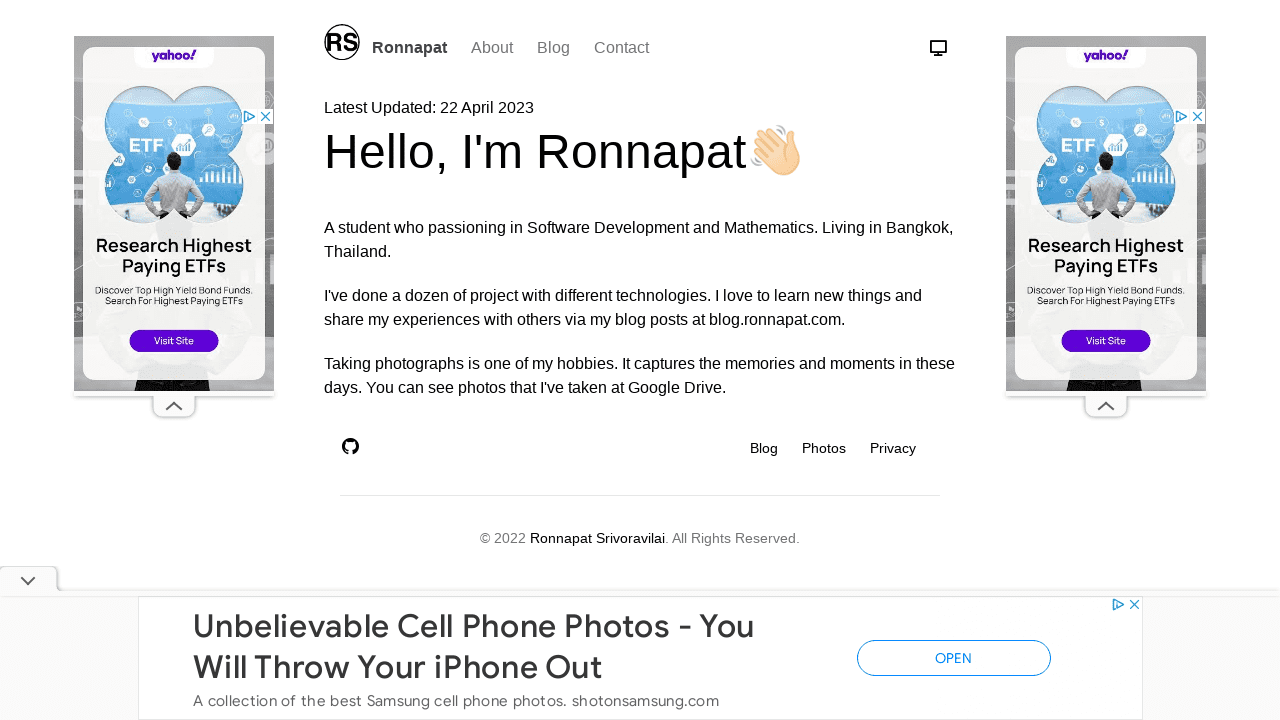 RS
Ronnapat About Blog Contact
Latest Updated: 22 April 2023
Hello, I'm Ronnapat👋🏻
A student who passioning in Software Development and Mathematics. Living in Bangkok,
Thailand.
I've done a dozen of project with different technologies. I love to learn new things and
share my experiences with others via my blog posts at blog.ronnapat.com.
Taking photographs is one of my hobbies. It captures the memories and moments in these
days. You can see photos that I've taken at Google Drive.
Blog Photos Privacy
© 2022 Ronnapat Srivoravilai. All Rights Reserved.
yahoo!
ETF
Research Highest
Paying ETFs
Discover Top High Yield Bond Funds.
Search For Highest Paying ETFs
Visit Site
yahoo!
ETF
Research Highest
Paying ETFs
Discover Top High Yield Bond Funds.
Search For Highest Paying ETFs
Visit Site
Unbelievable Cell Phone Photos - You
Will Throw Your iPhone Out
A collection of the best Samsung cell phone photos. shotonsamsung.com
OPEN